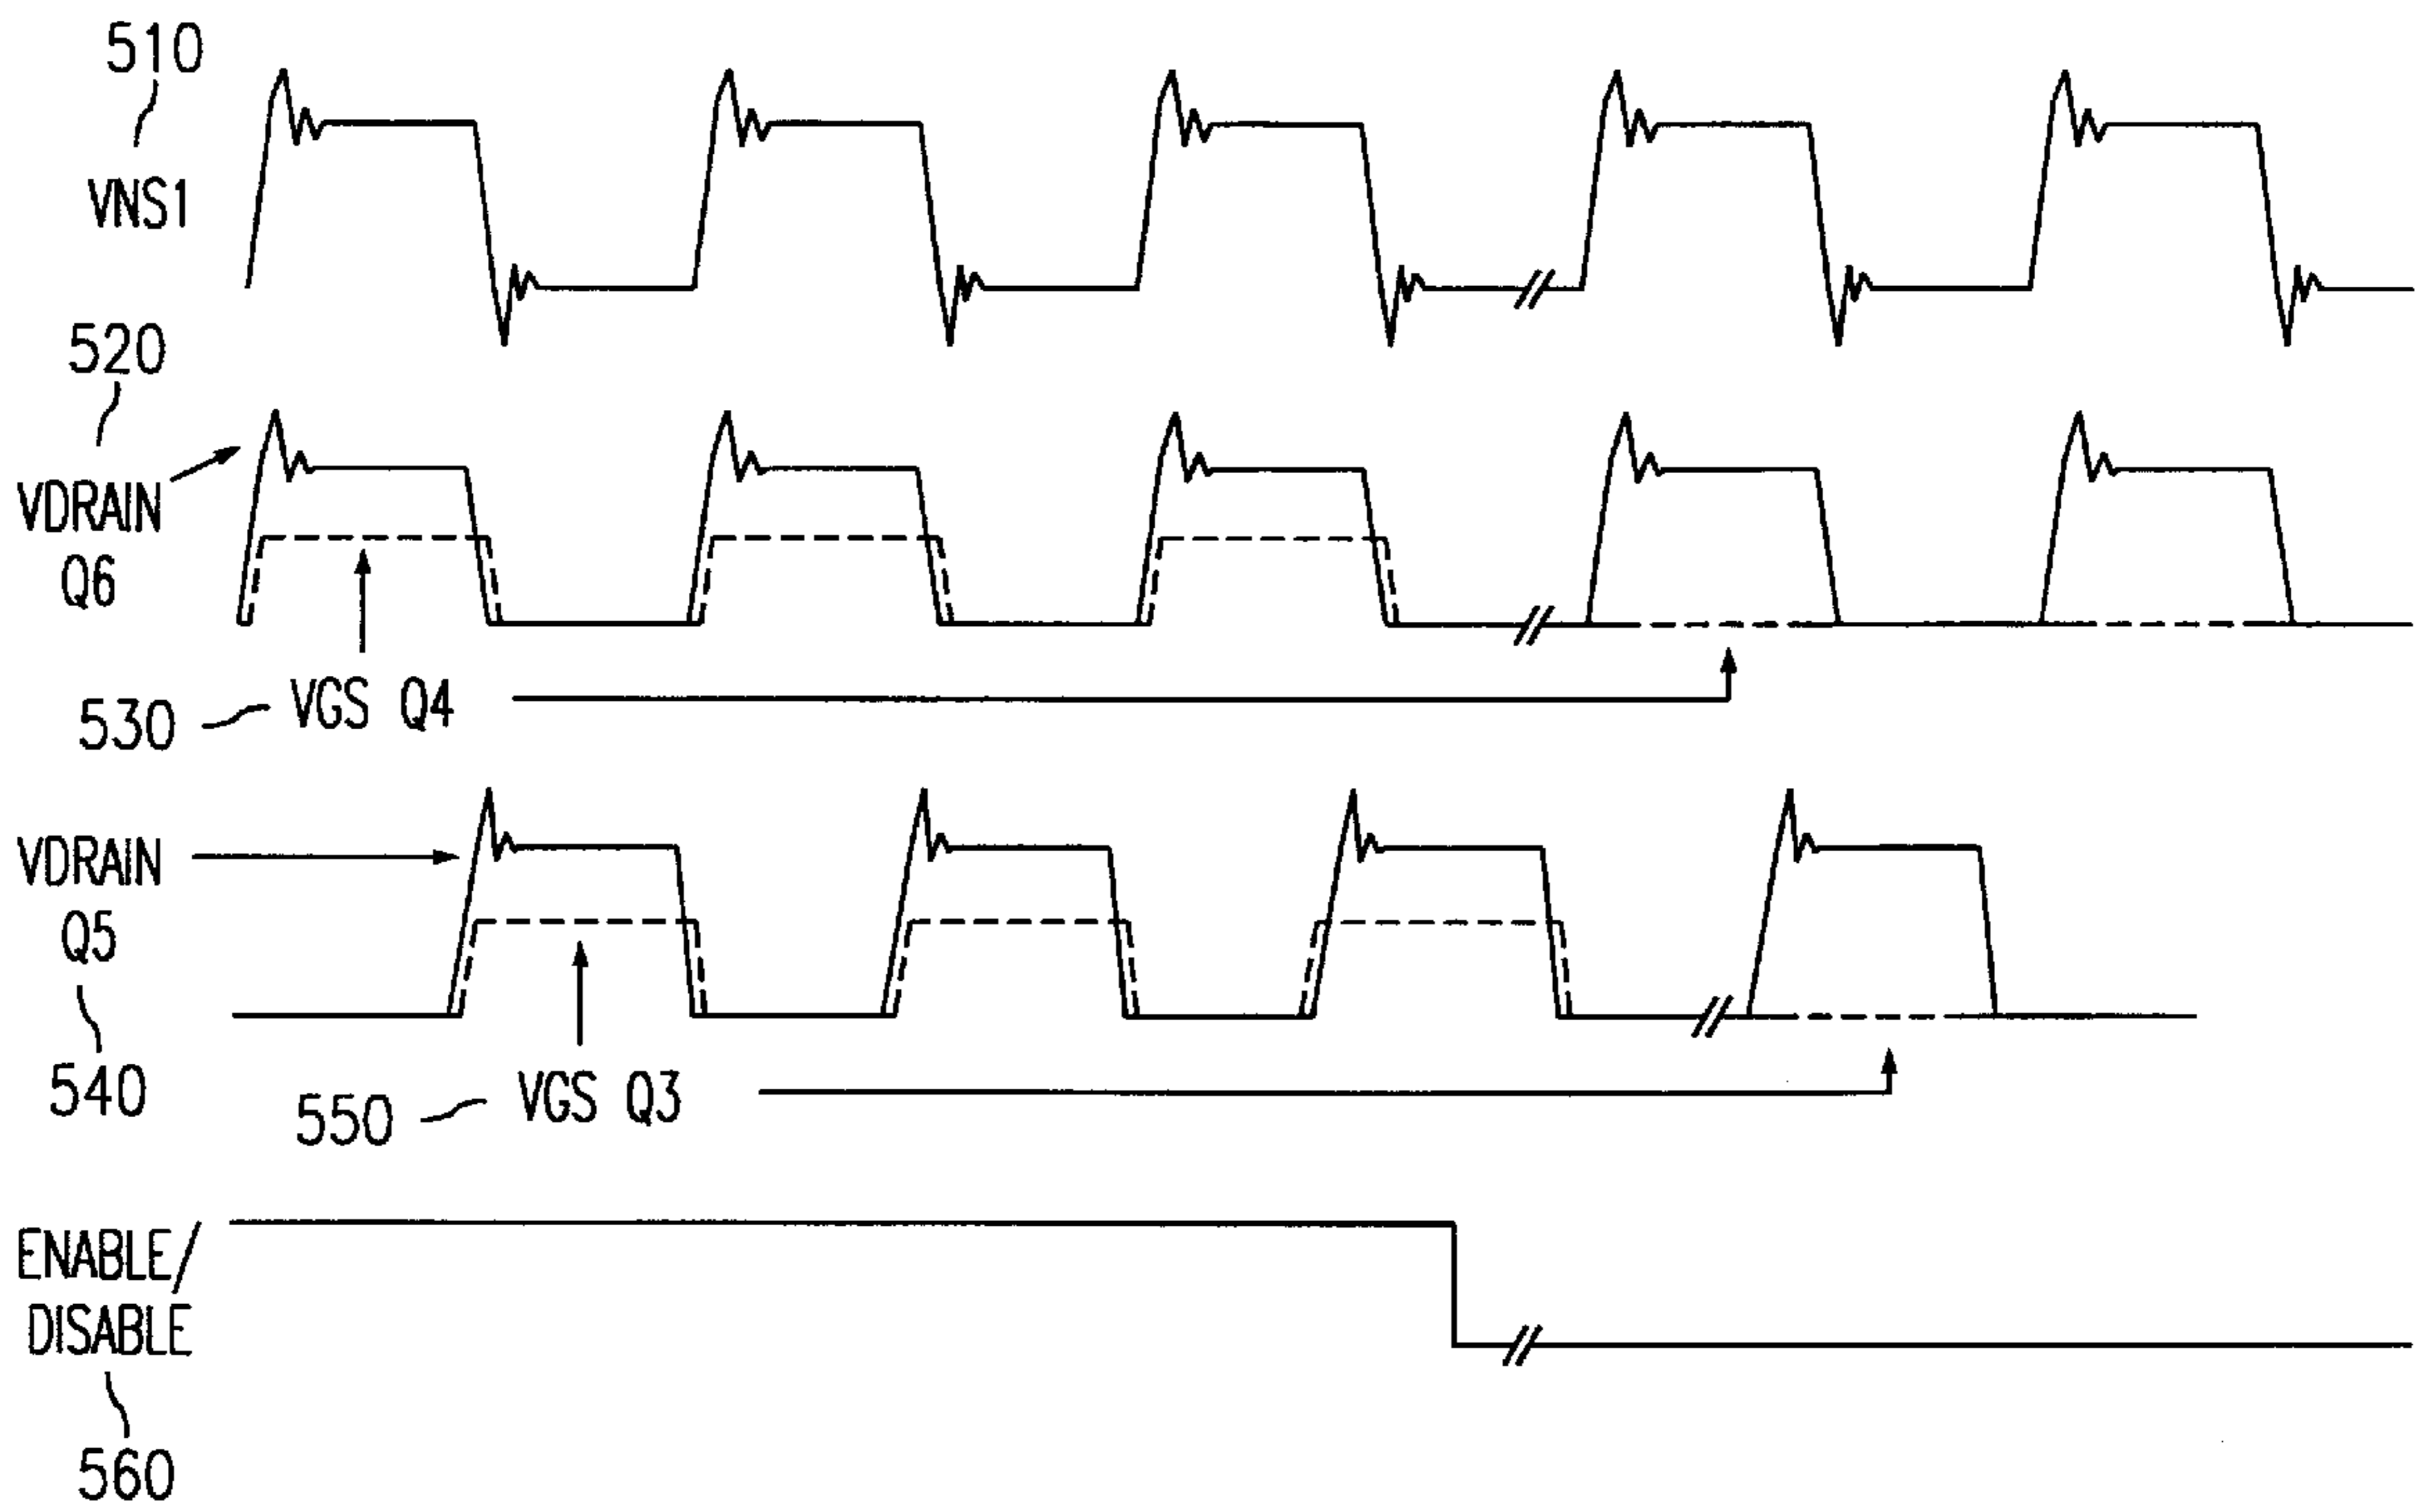 510
VNS1
520
VDRAIN
Q6
530
VGS Q4
VDRAIN
Q5
540
550
VGS Q3
ENABLE/
DISABLE
560